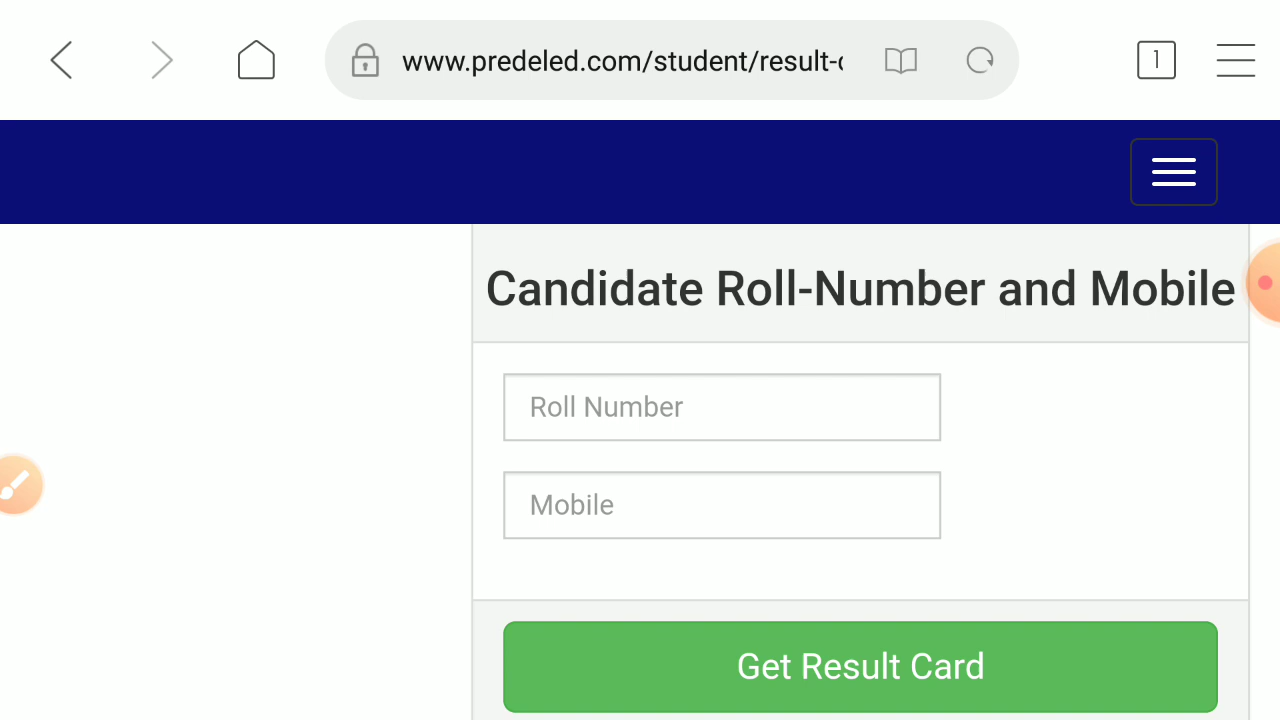 www.predeled.com/student/result-
1
Candidate Roll-Number and Mobile
Roll Number
Mobile
Get Result Card